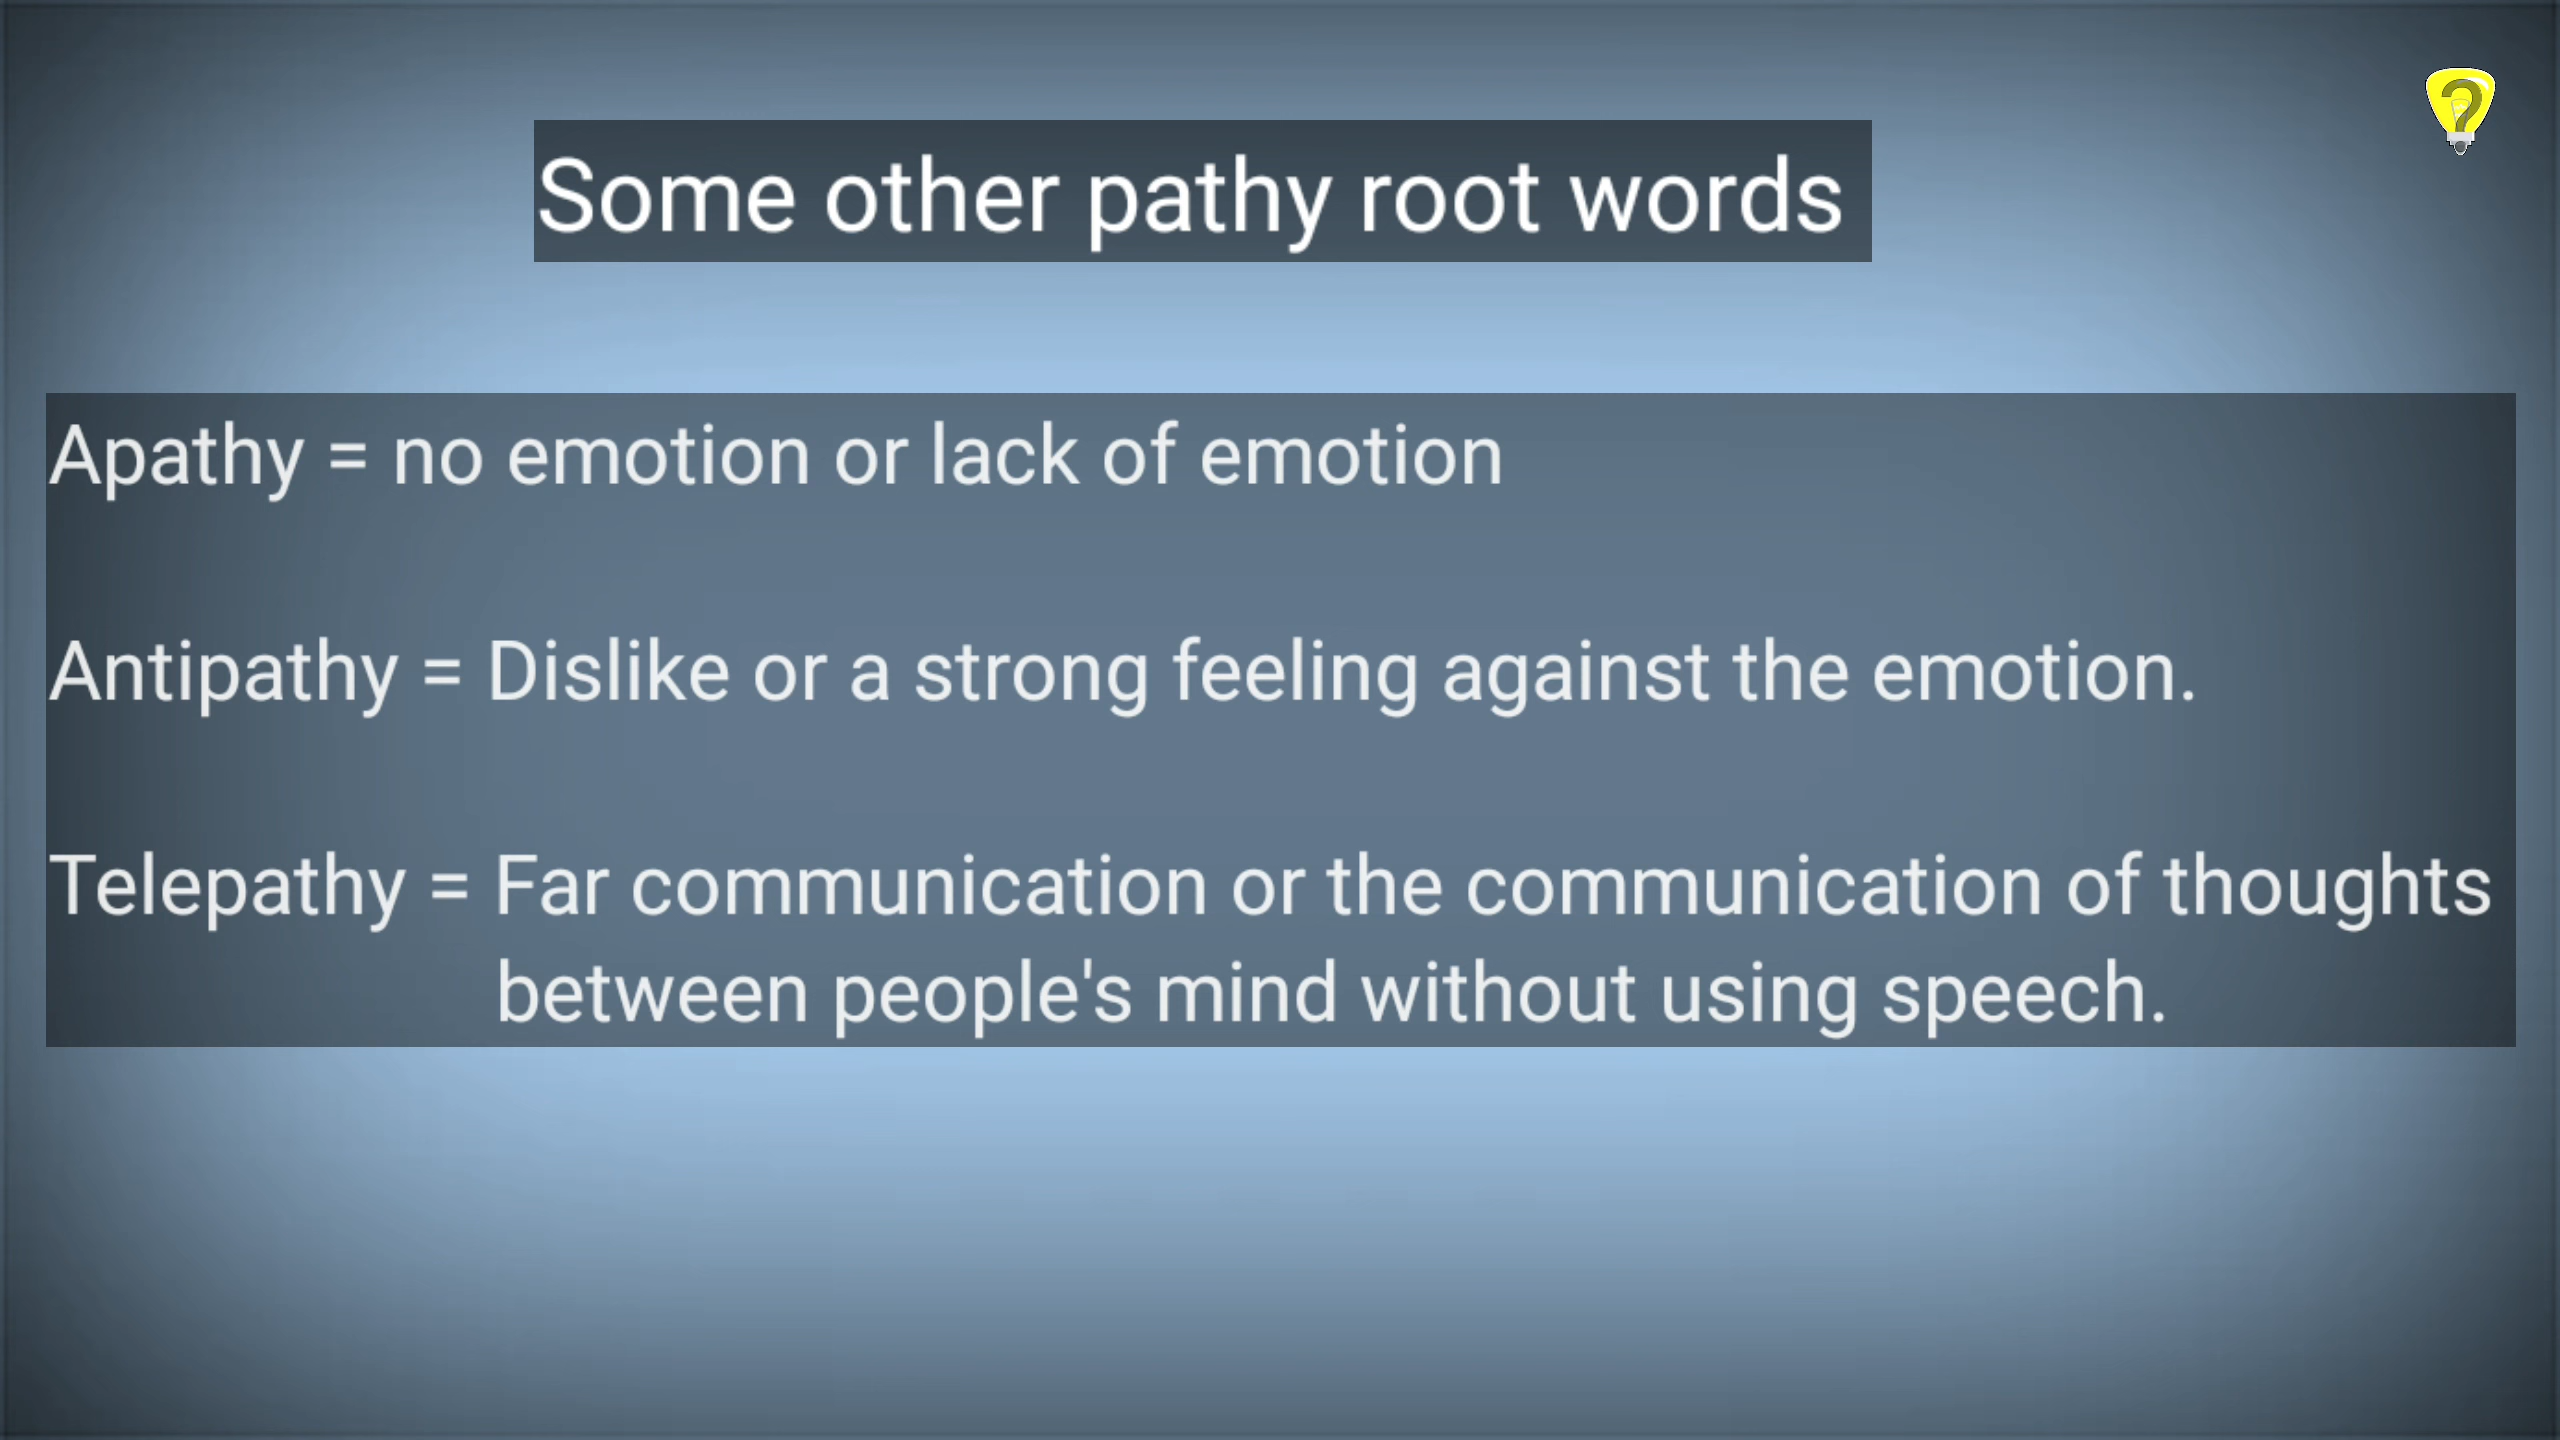 Some other pathy root words
Apathy = no emotion or lack of emotion
Antipathy = Dislike or a strong feeling against the emotion.
Telepathy = Far communication or the communication of thoughts
between people's mind without using speech.